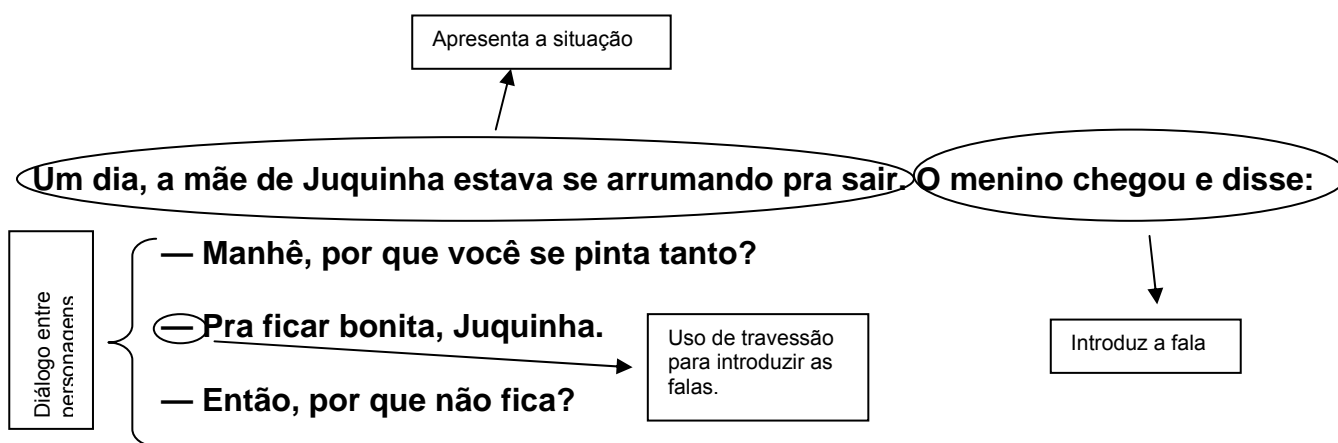 Apresenta a situação
Um dia, a mãe de Juquinha estava se arrumando pra sair. O menino chegou e disse:
Diálogo entre
personagens
— Manhê, por que você se pinta tanto?
— Pra ficar bonita, Juquinha.
— Então, por que não fica?
Uso de travessão
para introduzir as
falas.
Introduz a fala